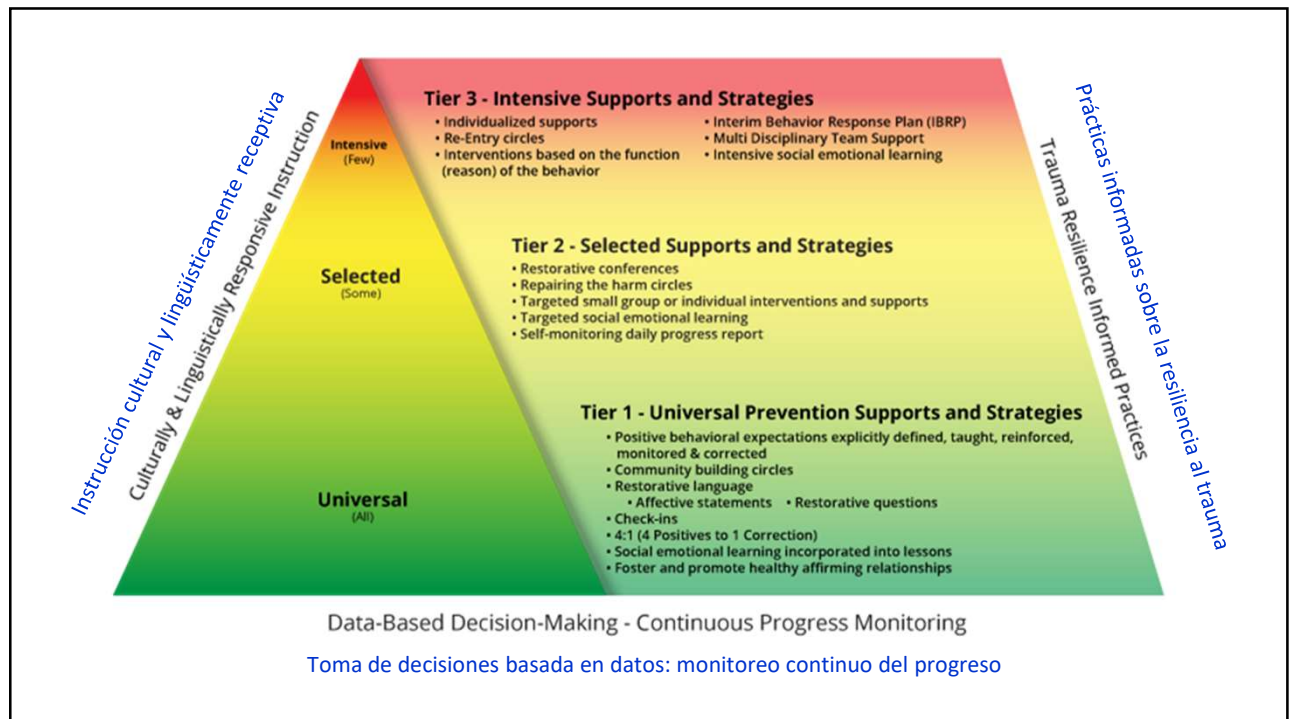 Instrucción cultural y lingüísticamente receptiva
Culturally & Linguistically Responsive Instruction
Intensive
(Few)
Selected
(Some)
Universal
(All)
Tier 3 - Intensive Supports and Strategies
• Individualized supports
• Re-Entry circles
• Interventions based on the function
(reason) of the behavior
• Interim Behavior Response Plan (IBRP)
• Multi Disciplinary Team Support
• Intensive social emotional learning
Tier 2 - Selected Supports and Strategies
• Restorative conferences
• Repairing the harm circles
• Targeted small group or individual interventions and supports
• Targeted social emotional learning
• Self-monitoring daily progress report
Tier 1 - Universal Prevention Supports and Strategies
• Positive behavioral expectations explicitly defined, taught, reinforced,
monitored & corrected
• Community building circles
• Restorative language
• Affective statements • Restorative questions
• Check-ins
• 4:1 (4 Positives to 1 Correction)
• Social emotional learning incorporated into lessons
• Foster and promote healthy affirming relationships
Trauma Resilience Informed Practices
Prácticas informadas sobre la resiliencia al trauma
Data-Based Decision-Making - Continuous Progress Monitoring
Toma de decisiones basada en datos: monitoreo continuo del progreso